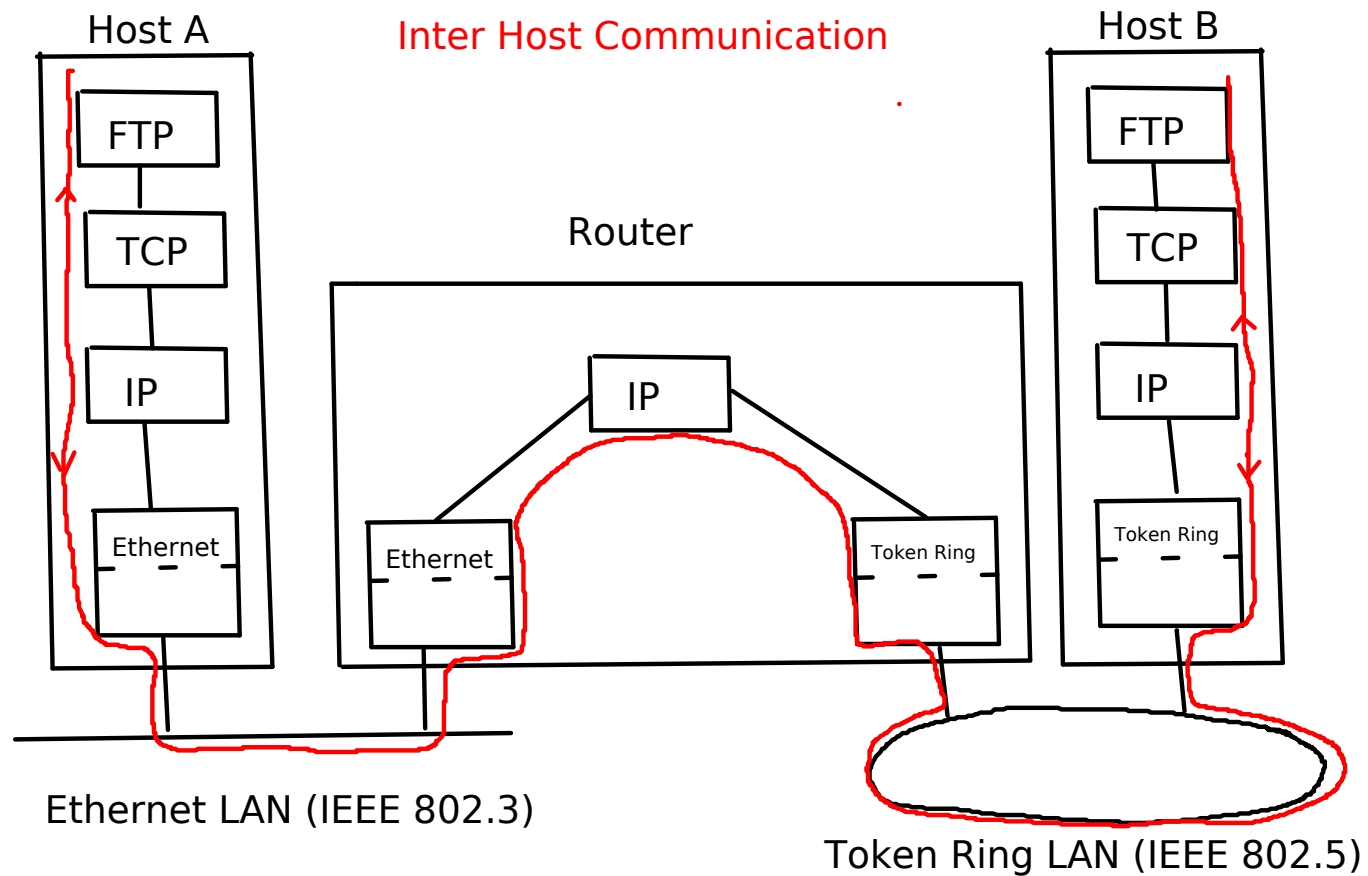 Host A
Inter Host Communication
Host B
FTP
TCP
IP
Ethernet
Router
IP
Ethernet
Token Ring
FTP
TCP
IP
Token Ring
Ethernet LAN (IEEE 802.3)
Token Ring LAN (IEEE 802.5)